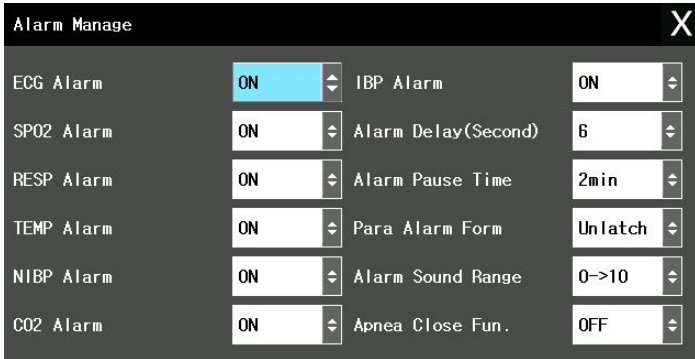 Alarm Manage X
ECG Alarm ON IBP Alarm ON
SPO2 Alarm ON Alarm Delay(Second) 6
RESP Alarm ON Alarm Pause Time 2min
TEMP Alarm ON Para Alarm Form Unlatch
NIBP Alarm ON Alarm Sound Range 0->10
CO2 Alarm ON Apnea Close Fun. OFF